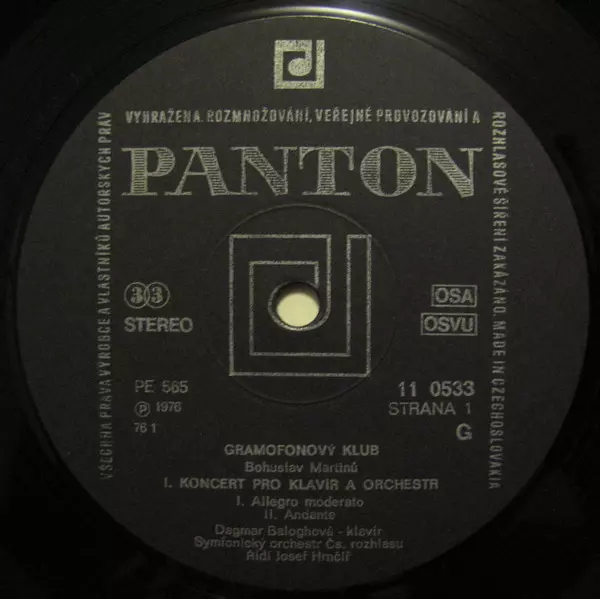 VŠECHNA PRÁVA VÝROBCE A VLASTNÍKŮ AUTORSKÝCH PRÁV
VYHRAŽENA. ROZMNOŽOVÁNÍ, VEŘEJNÉ PROVOZOVÁNÍ A
ROZHLASOVÉ ŠÍŘENÍ ZAKÁZÁNO. MADE IN CZECHOSLOVAKIA
PANTON
33
STEREO
OSA
OSVU
PE 565
℗ 1976
76 1
11 0533
STRANA 1
G
GRAMOFONOVÝ KLUB
Bohuslav Martinů
I. KONCERT PRO KLAVÍR A ORCHESTR
I. Allegro moderato
II. Andante
Dagmar Baloghová - klavír
Symfonický orchestr Čs. rozhlasu
Řídí Josef Hrnčíř